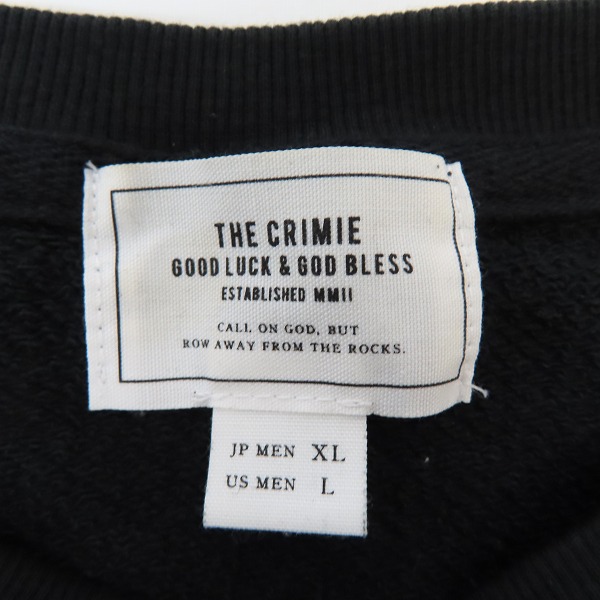 THE CRIMIE
GOOD LUCK & GOD BLESS
ESTABLISHED MMII
CALL ON GOD, BUT
ROW AWAY FROM THE ROCKS.
JP MEN XL
US MEN L